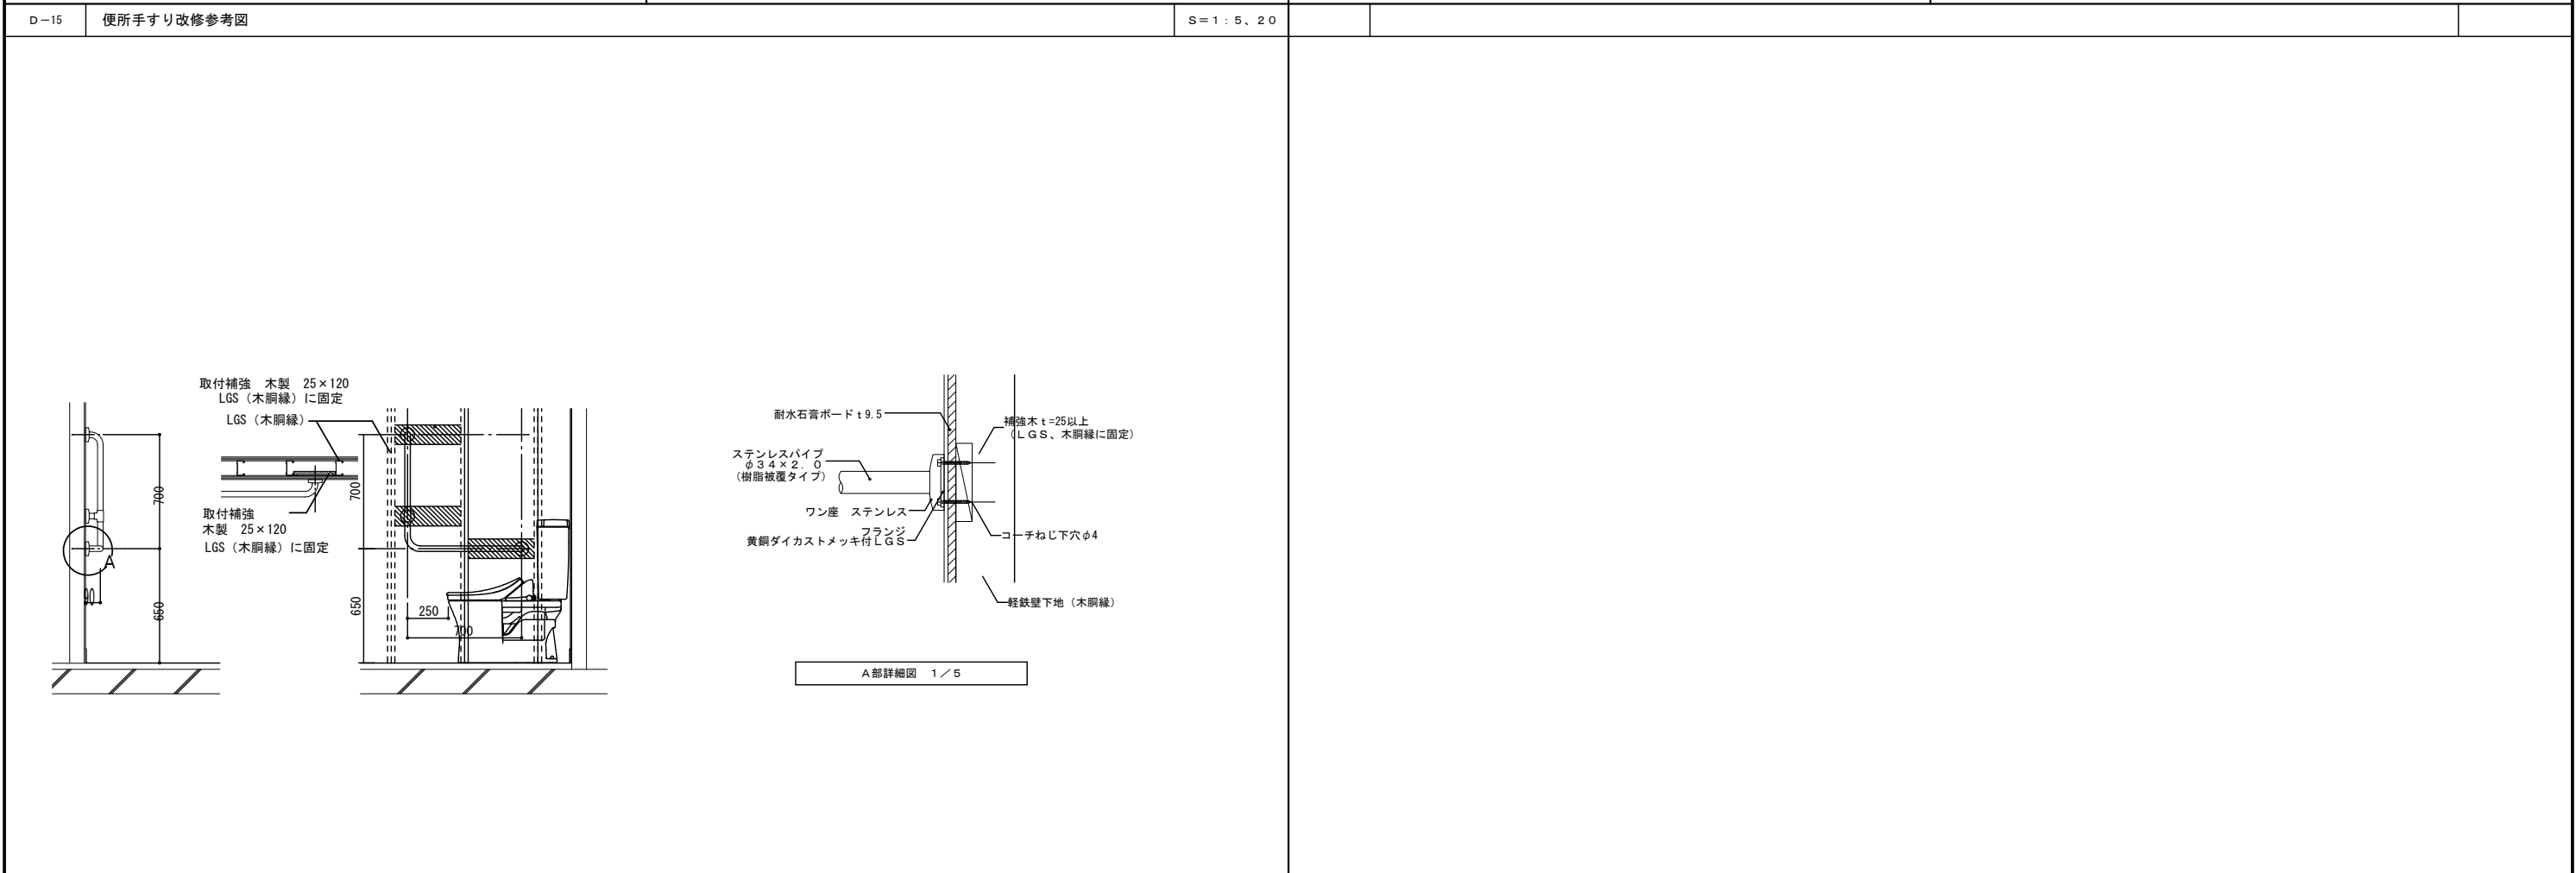 D－15
便所手すり改修参考図
S＝1：5、20
取付補強　木製　25×120
LGS（木胴縁）に固定
LGS（木胴縁）
取付補強
木製　25×120
LGS（木胴縁）に固定
700
650
A
700
650
250
700
耐水石膏ボードｔ9.5
補強木ｔ=25以上
（ＬＧＳ、木胴縁に固定）
ステンレスパイプ
φ３４×２．０
（樹脂被覆タイプ）
ワン座　ステンレス
フランジ
黄銅ダイカストメッキ付ＬＧＳ
コーチねじ下穴φ4
軽鉄壁下地（木胴縁）
Ａ部詳細図　１／５